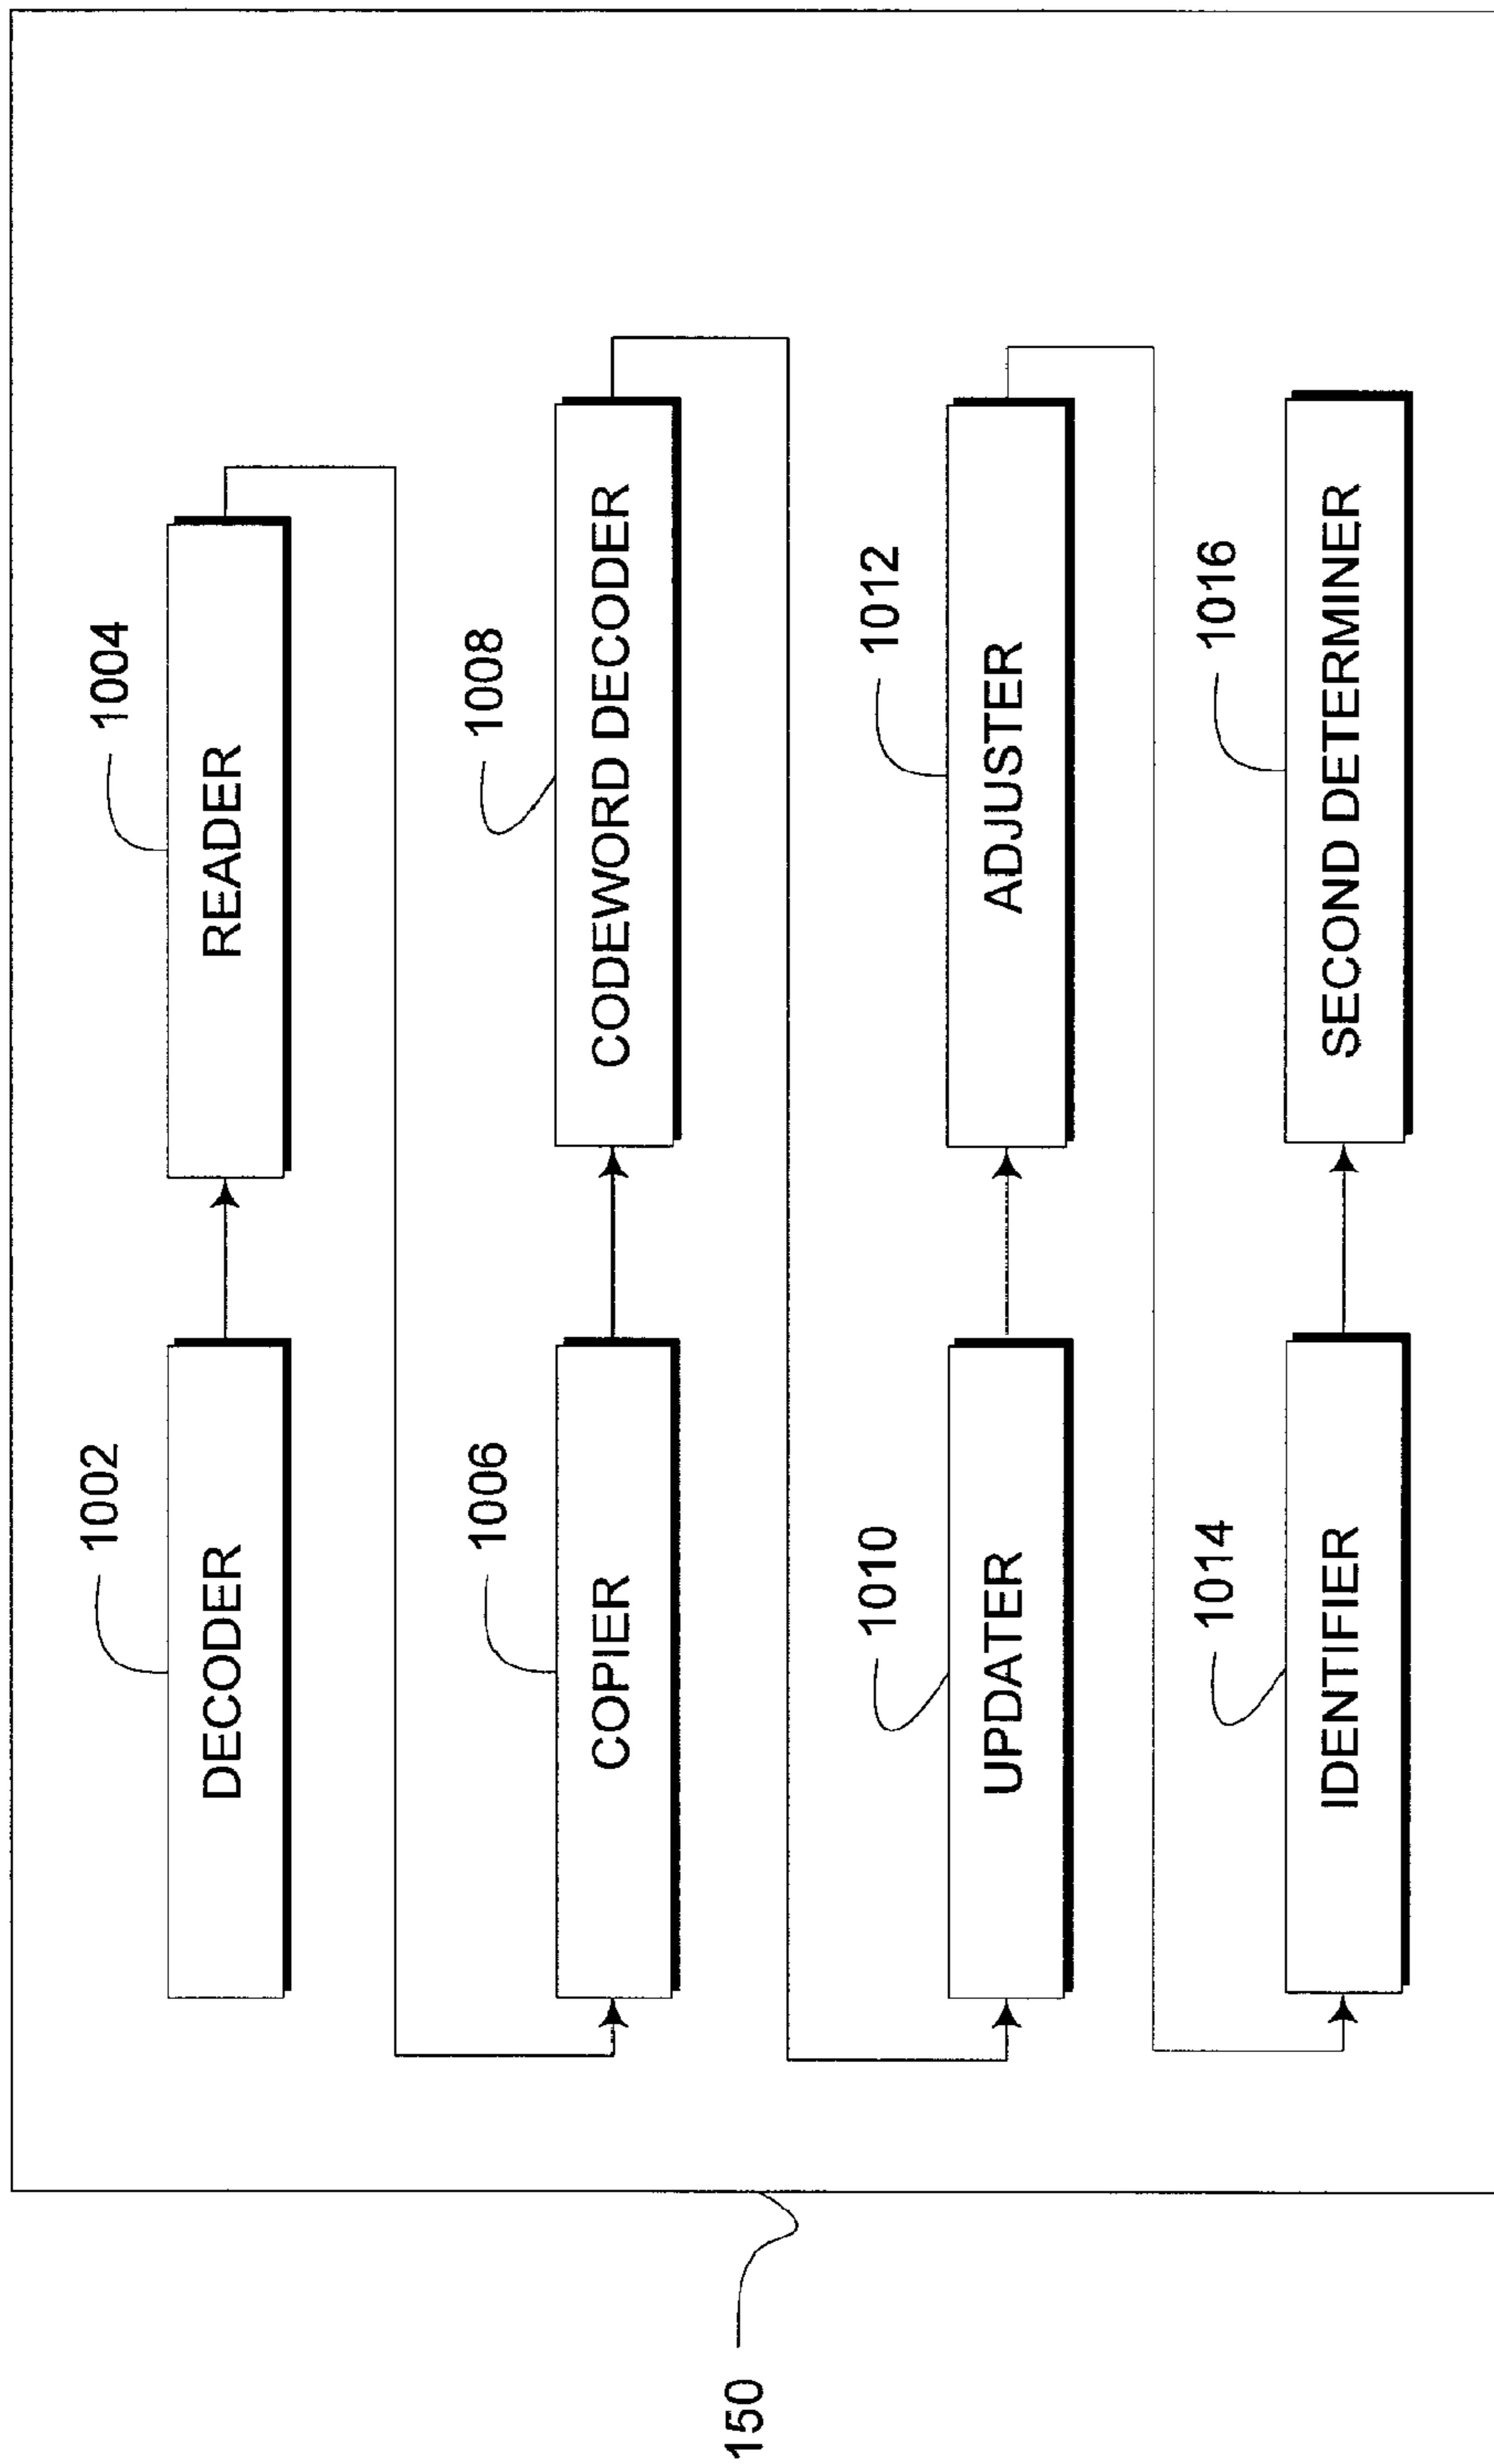 1002
DECODER
1004
READER
1006
COPIER
1008
CODEWORD DECODER
1010
UPDATER
1012
ADJUSTER
1014
IDENTIFIER
1016
SECOND DETERMINER
150